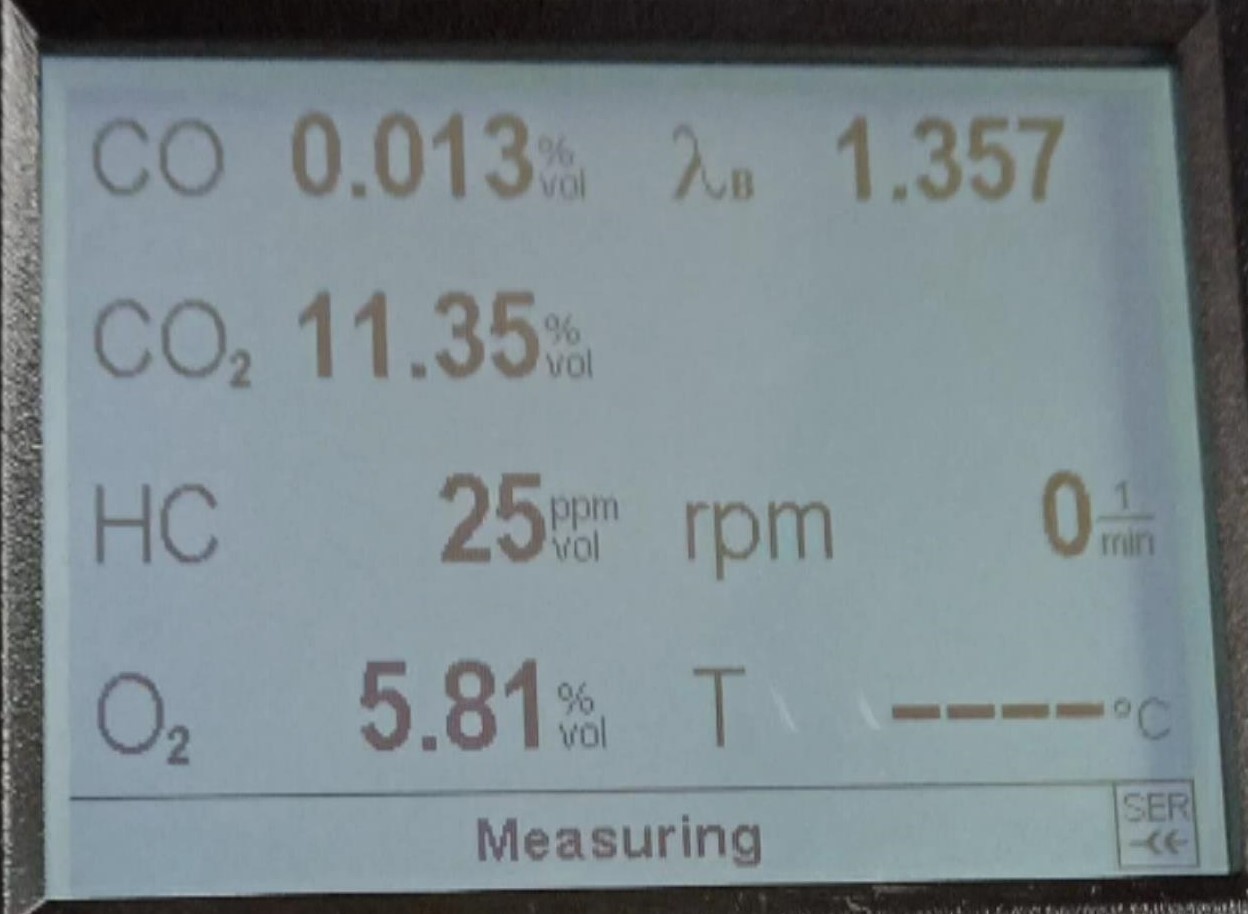 CO 0.013 % vol λB 1.357
CO₂ 11.35 % vol
HC 25 ppm vol rpm 0 1/min
O₂ 5.81 % vol T ---- °C
Measuring SER